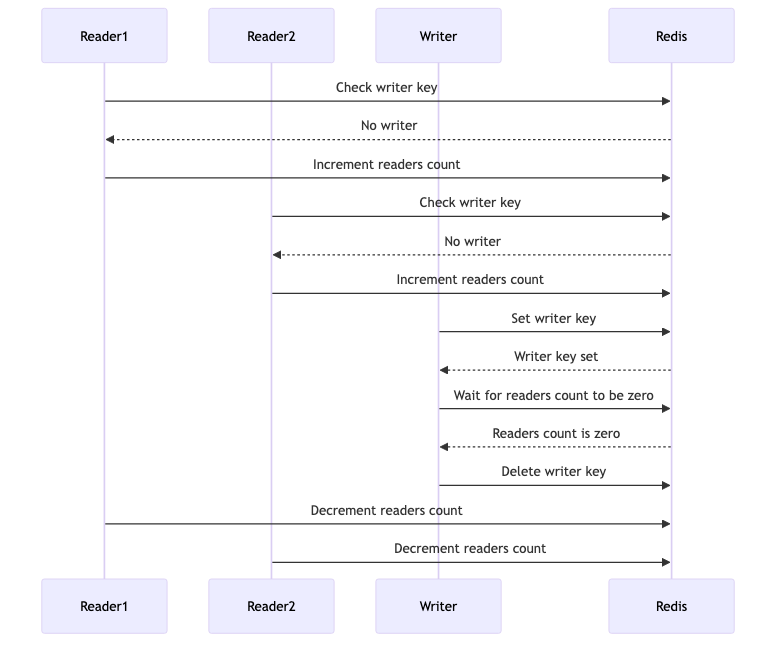 Reader1
Reader2
Writer
Redis
Check writer key
No writer
Increment readers count
Check writer key
No writer
Increment readers count
Set writer key
Writer key set
Wait for readers count to be zero
Readers count is zero
Delete writer key
Decrement readers count
Decrement readers count
Reader1
Reader2
Writer
Redis